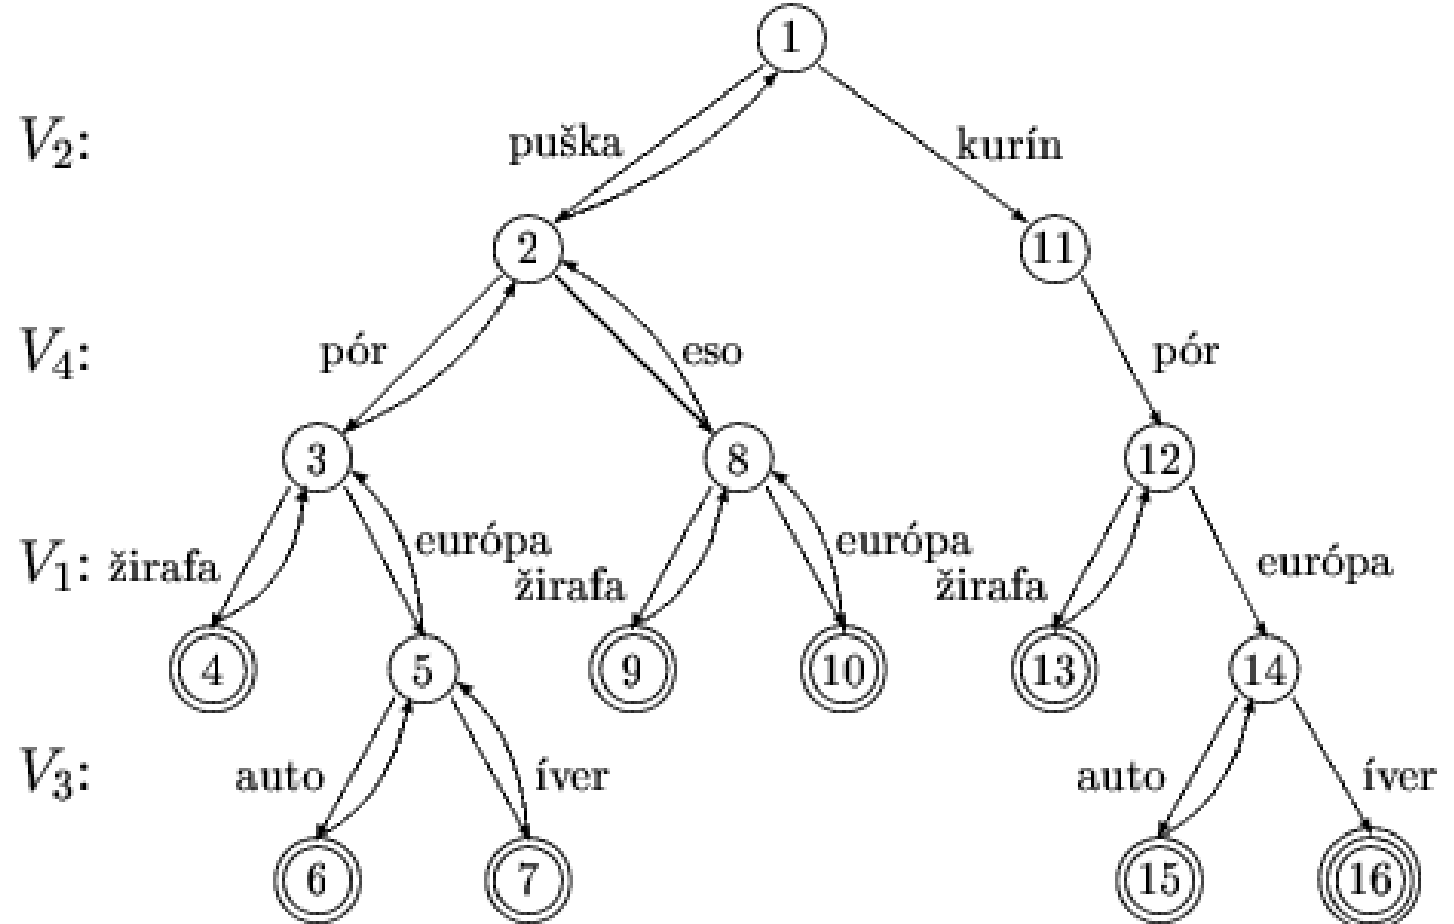 1
V₂: puška kurín
2 11
V₄: pór eso pór
3 8 12
V₁: žirafa európa žirafa európa žirafa európa
4 5 9 10 13 14
V₃: auto íver auto íver
6 7 15 16